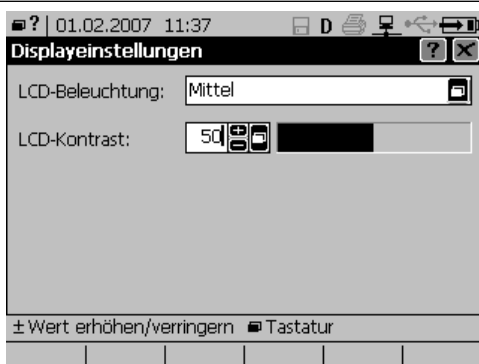 ? 01.02.2007 11:37 D
Displayeinstellungen ? X
LCD-Beleuchtung: Mittel
LCD-Kontrast: 50
± Wert erhöhen/verringern Tastatur